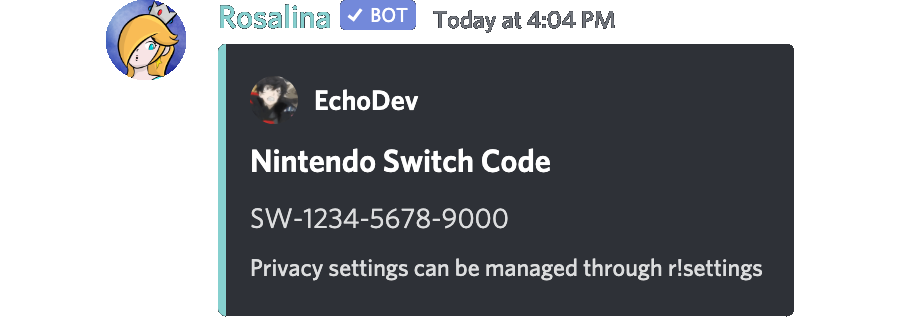 Rosalina BOT Today at 4:04 PM
EchoDev
Nintendo Switch Code
SW-1234-5678-9000
Privacy settings can be managed through r!settings